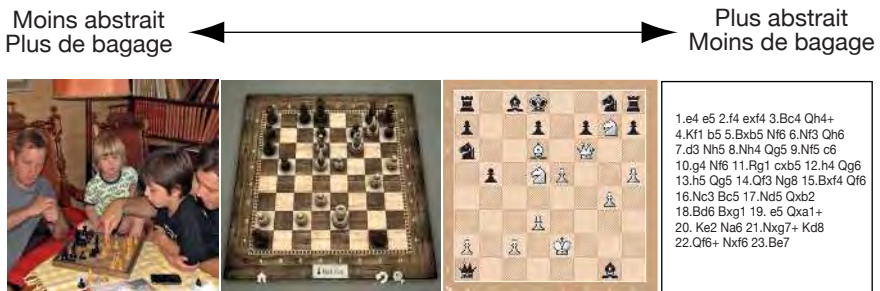 Moins abstrait
Plus de bagage
Plus abstrait
Moins de bagage
1.e4 e5 2.f4 exf4 3.Bc4 Qh4+
4.Kf1 b5 5.Bxb5 Nf6 6.Nf3 Qh6
7.d3 Nh5 8.Nh4 Qg5 9.Nf5 c6
10.g4 Nf6 11.Rg1 cxb5 12.h4 Qg6
13.h5 Qg5 14.Qf3 Ng8 15.Bxf4 Qf6
16.Nc3 Bc5 17.Nd5 Qxb2
18.Bd6 Bxg1 19. e5 Qxa1+
20. Ke2 Na6 21.Nxg7+ Kd8
22.Qf6+ Nxf6 23.Be7